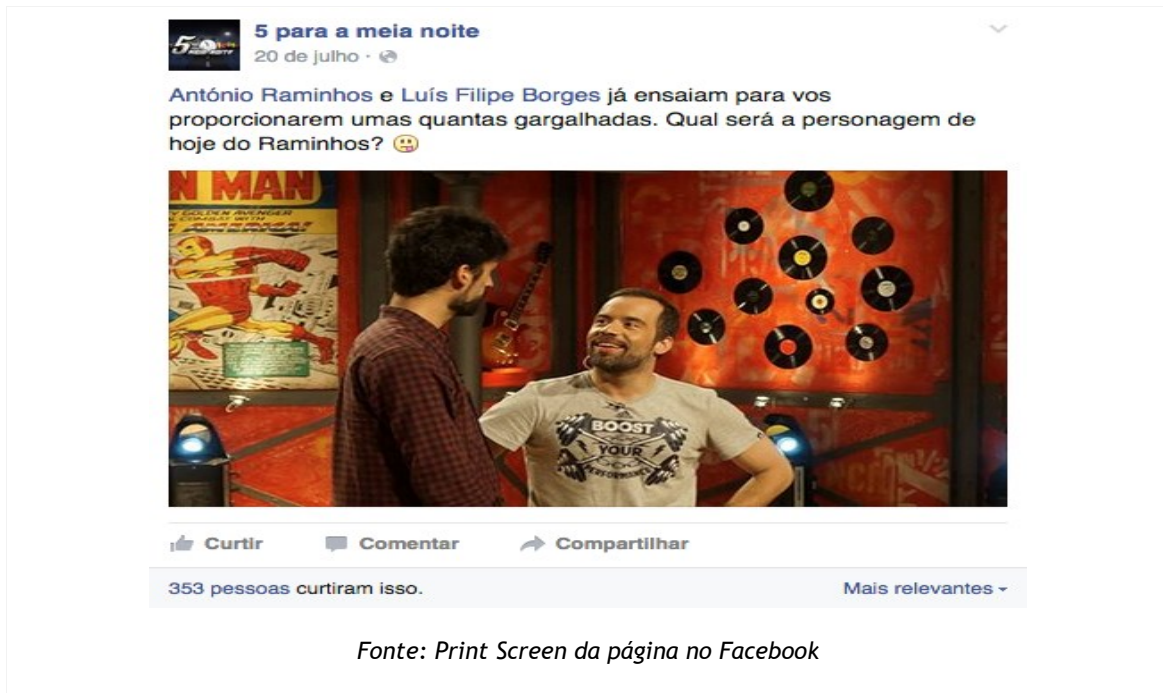 5 para a meia noite
20 de julho ·
António Raminhos e Luís Filipe Borges já ensaiam para vos
proporcionarem umas quantas gargalhadas. Qual será a personagem de
hoje do Raminhos?
N MAN
AMERICA!
BOOST
YOUR
PERFORMANCE
Curtir Comentar Compartilhar
353 pessoas curtiram isso. Mais relevantes
Fonte: Print Screen da página no Facebook